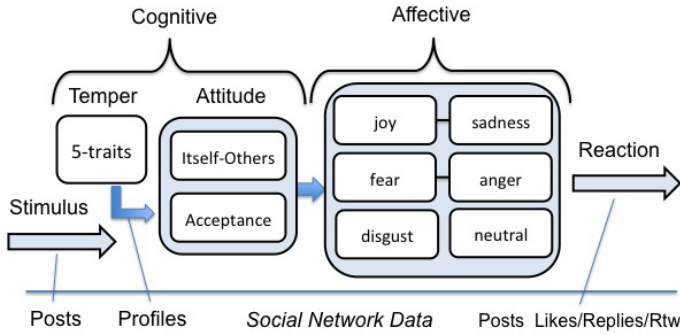 Cognitive
Affective
Temper
Attitude
5-traits
Itself-Others
Acceptance
joy
sadness
fear
anger
disgust
neutral
Reaction
Stimulus
Posts
Profiles
Social Network Data
Posts
Likes/Replies/Rtw